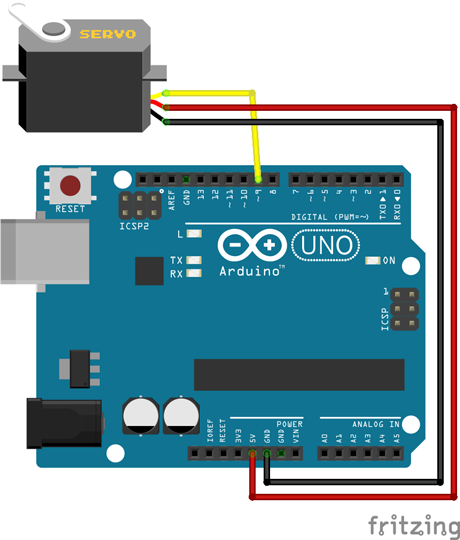 SERVO
RESET
ICSP2
AREF
GND
13
12
~11
~10
~9
8
7
~6
~5
4
~3
2
TXO▶ 1
RXO◀ 0
DIGITAL (PWM=~)
L
TX
RX
UNO
Arduino™
ON
1
ICSP
POWER
ANALOG IN
IOREF
RESET
3V3
5V
GND
GND
VIN
A0
A1
A2
A3
A4
A5
fritzing